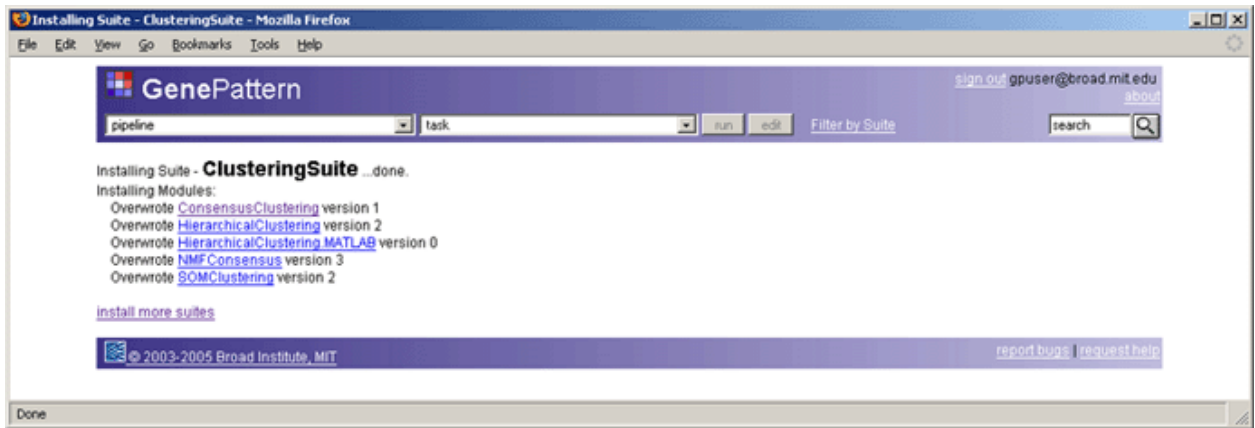 Installing Suite - ClusteringSuite - Mozilla Firefox
File Edit View Go Bookmarks Tools Help
GenePattern
sign out gpuser@broad.mit.edu
about
pipeline task run edit Filter by Suite search
Installing Suite - ClusteringSuite ...done.
Installing Modules:
Overwrote ConsensusClustering version 1
Overwrote HierarchicalClustering version 2
Overwrote HierarchicalClustering.MATLAB version 0
Overwrote NMFConsensus version 3
Overwrote SOMClustering version 2
install more suites
© 2003-2005 Broad Institute, MIT report bugs | request help
Done